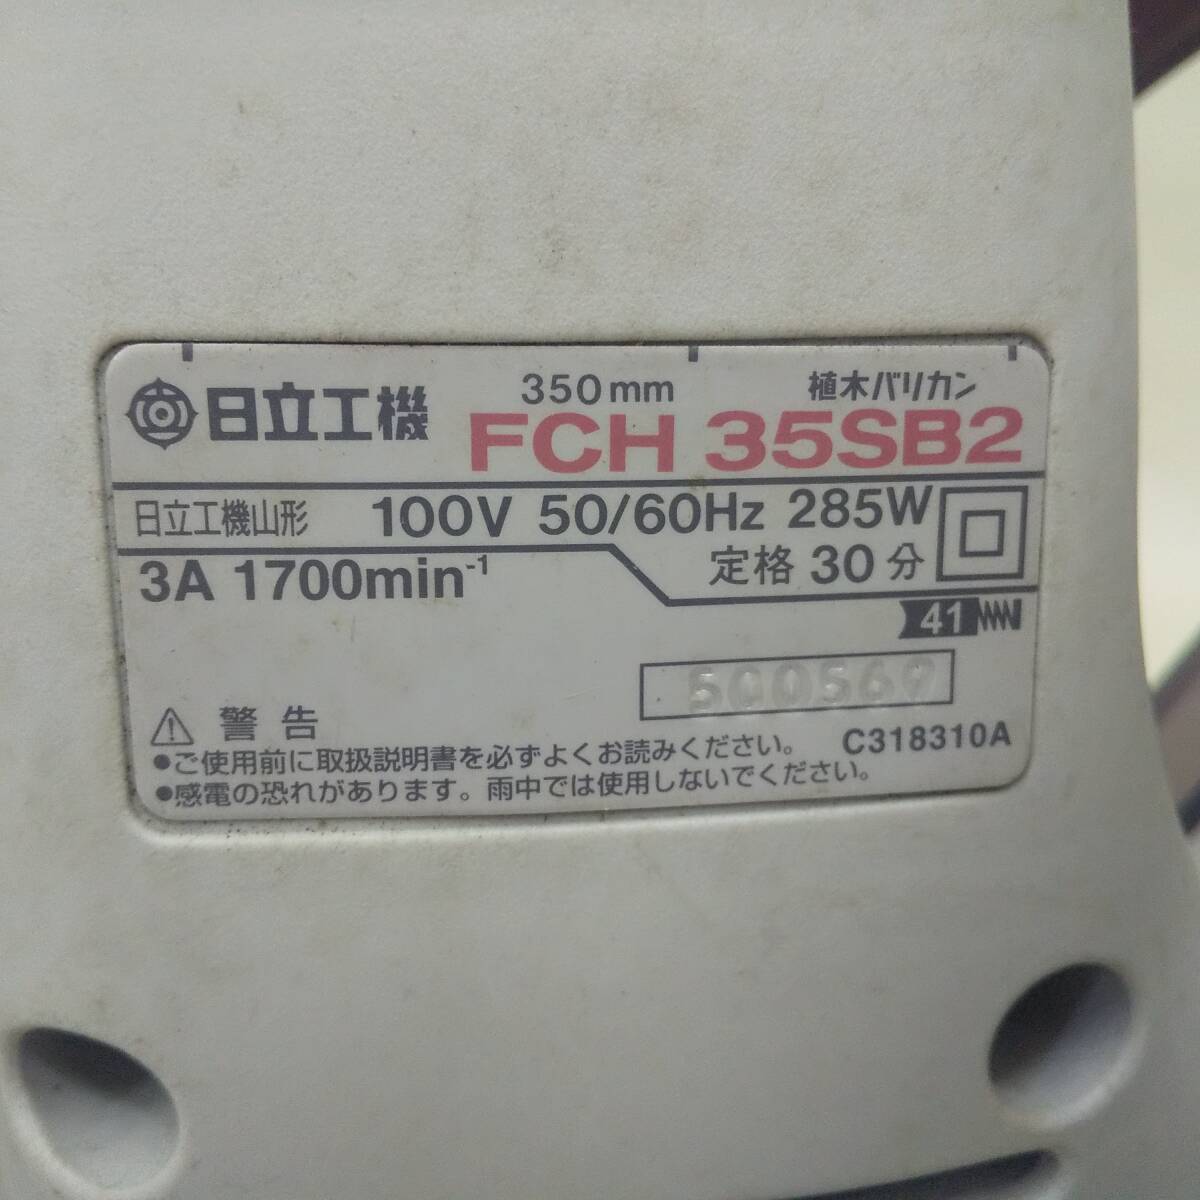 日立工機 350mm 植木バリカン
FCH 35SB2
日立工機山形 100V 50/60Hz 285W
3A 1700min⁻¹ 定格 30 分
41
警告
•ご使用前に取扱説明書を必ずよくお読みください。 C318310A
•感電の恐れがあります。雨中では使用しないでください。